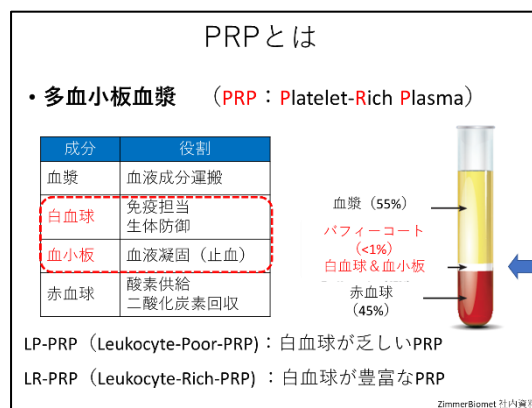 PRPとは
・多血小板血漿 （PRP：Platelet-Rich Plasma）
成分 役割
血漿 血液成分運搬
白血球 免疫担当
生体防御
血小板 血液凝固（止血）
赤血球 酸素供給
二酸化炭素回収
血漿（55%）
バフィーコート
(<1%)
白血球＆血小板
赤血球
(45%)
LP-PRP（Leukocyte-Poor-PRP)：白血球が乏しいPRP
LR-PRP（Leukocyte-Rich-PRP)：白血球が豊富なPRP
ZimmerBiomet 社内資